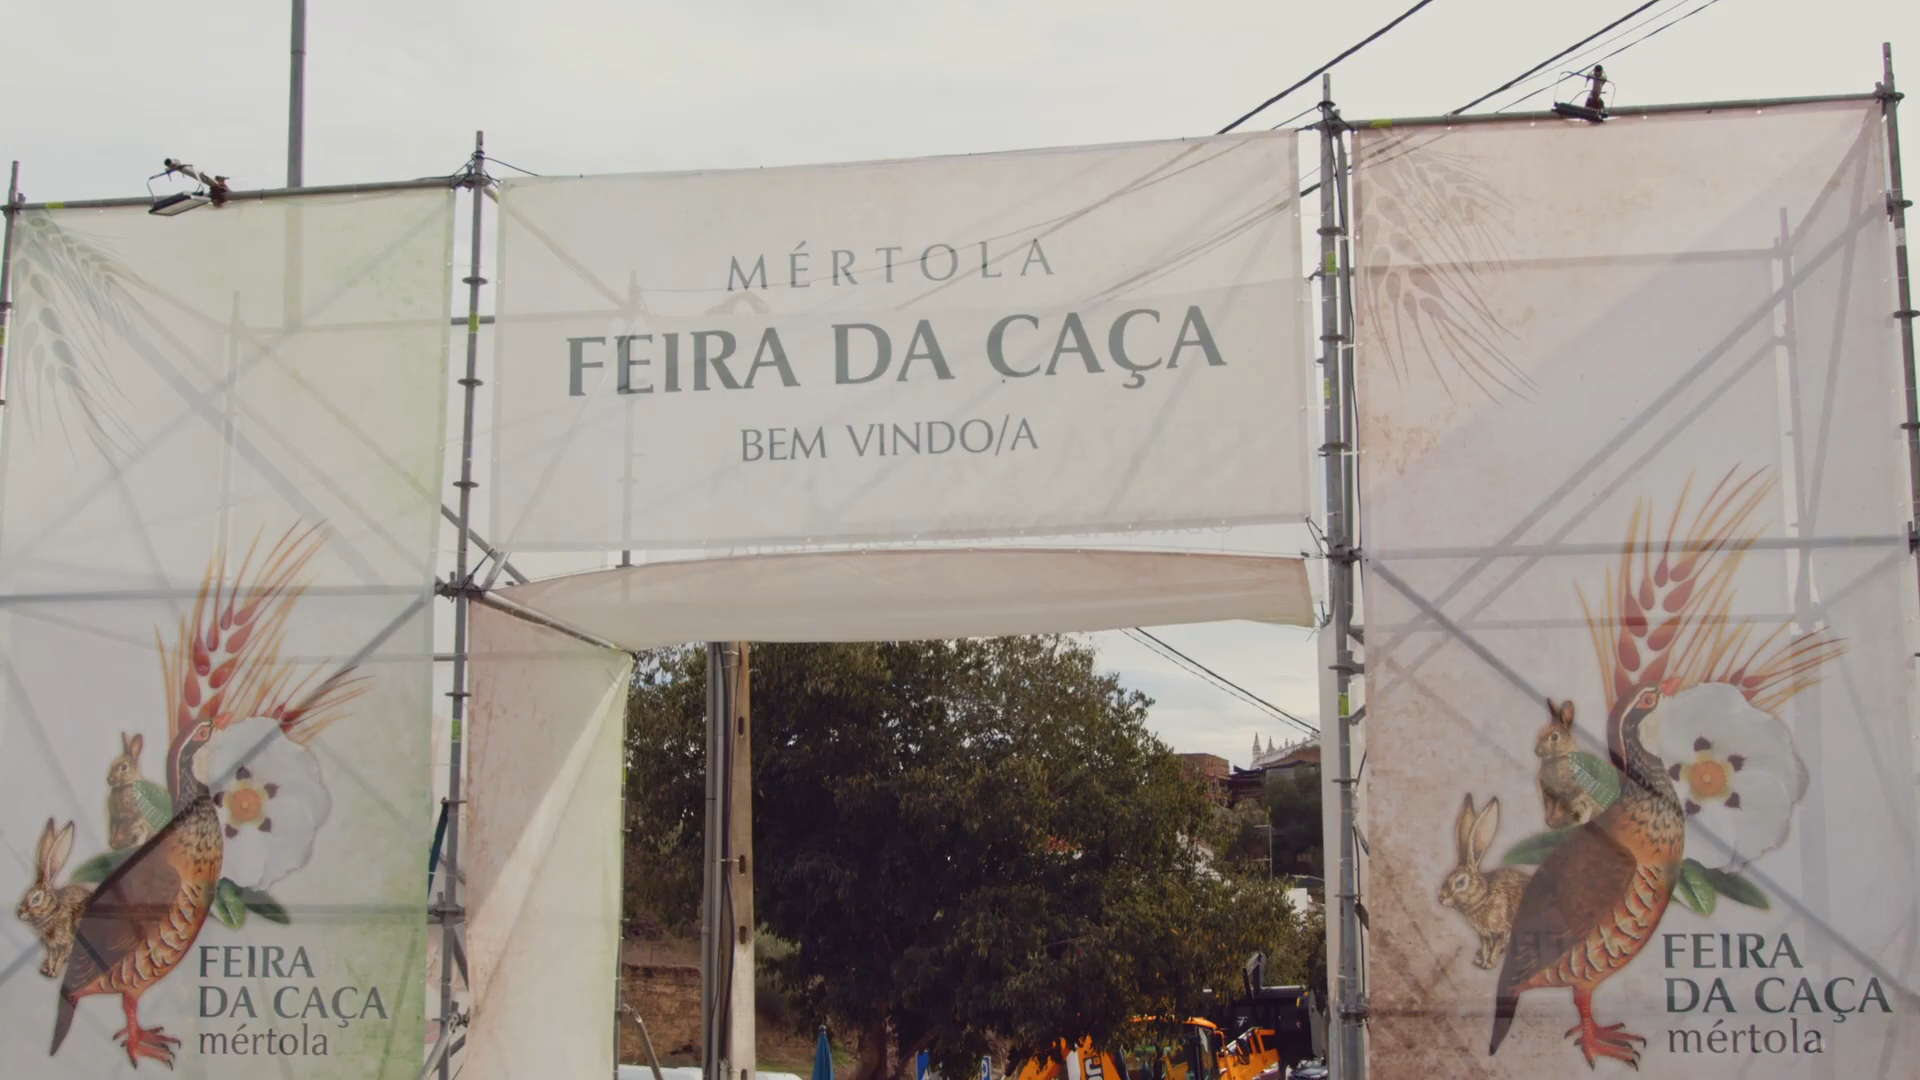 MÉRTOLA
FEIRA DA CAÇA
BEM VINDO/A
FEIRA
DA CAÇA
mértola
FEIRA
DA CAÇA
mértola